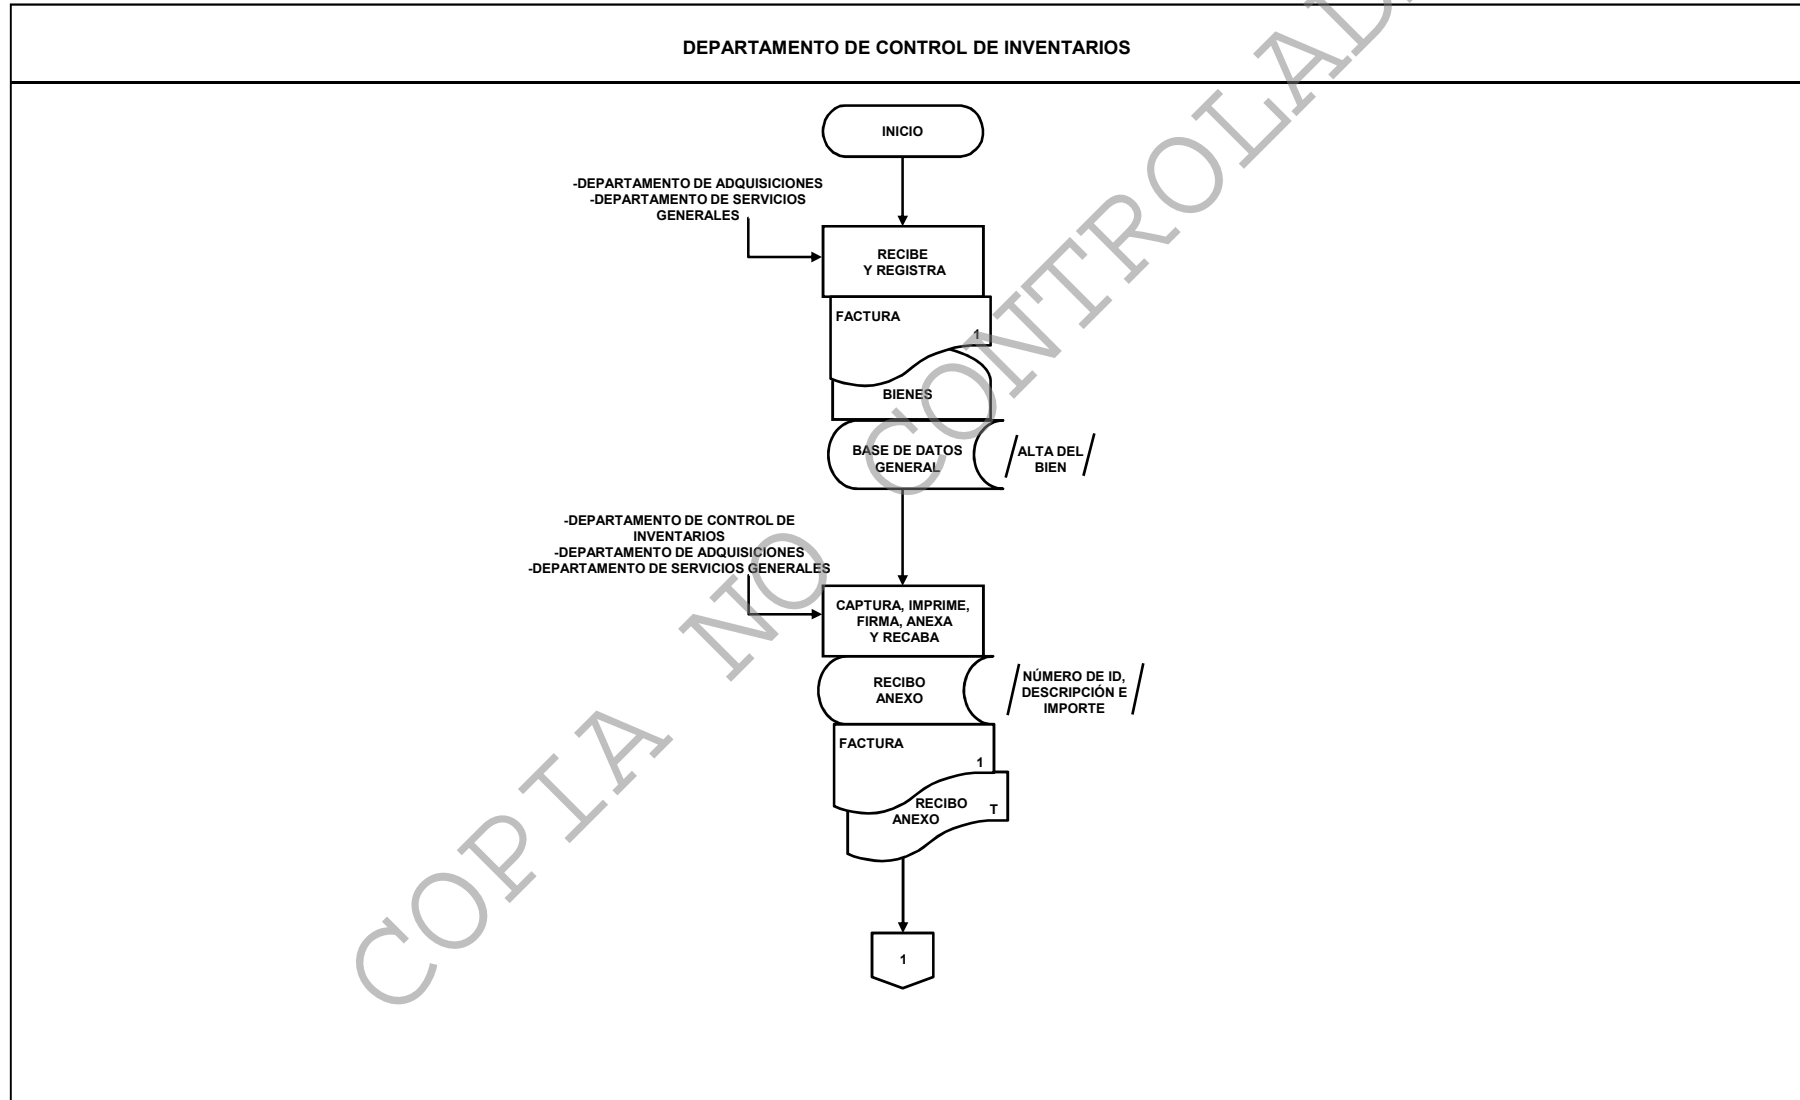 DEPARTAMENTO DE CONTROL DE INVENTARIOS
INICIO
-DEPARTAMENTO DE ADQUISICIONES
-DEPARTAMENTO DE SERVICIOS
GENERALES
RECIBE
Y REGISTRA
FACTURA
1
BIENES
BASE DE DATOS
GENERAL
/ALTA DEL
BIEN /
-DEPARTAMENTO DE CONTROL DE
INVENTARIOS
-DEPARTAMENTO DE ADQUISICIONES
-DEPARTAMENTO DE SERVICIOS GENERALES
CAPTURA, IMPRIME,
FIRMA, ANEXA
Y RECABA
RECIBO
ANEXO
/NÚMERO DE ID,
DESCRIPCIÓN E
IMPORTE /
FACTURA
1
RECIBO
ANEXO
T
1
COPIA NO CONTROLAD